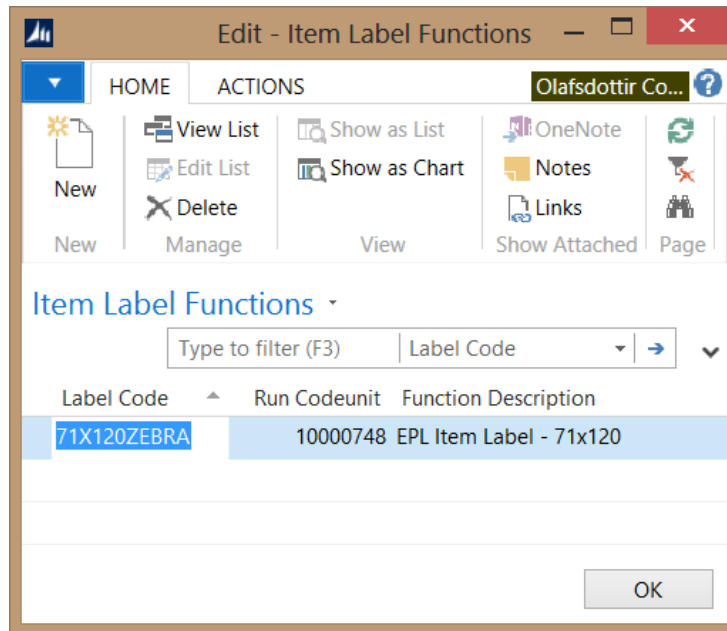 Edit - Item Label Functions
HOME ACTIONS Olafsdottir Co...
New
View List
Edit List
Delete
Show as List
Show as Chart
OneNote
Notes
Links
New Manage View Show Attached Page
Item Label Functions
Type to filter (F3) Label Code
Label Code Run Codeunit Function Description
71X120ZEBRA 10000748 EPL Item Label - 71x120
OK